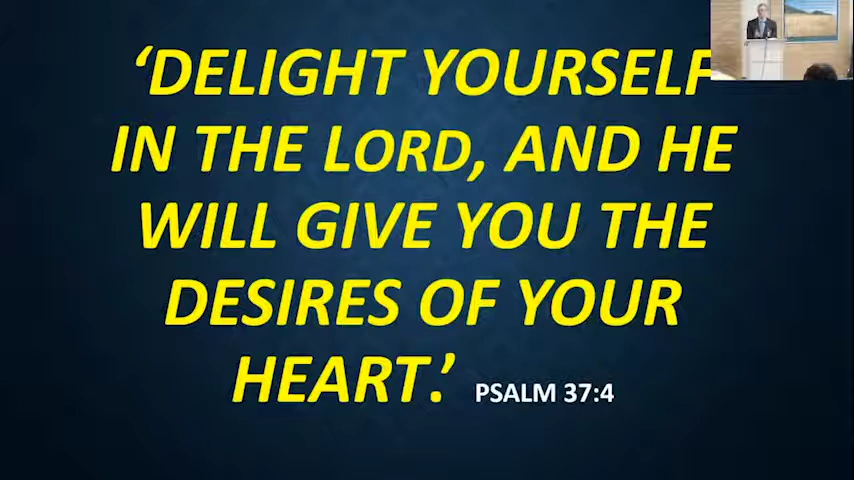 ‘DELIGHT YOURSELF
IN THE LORD, AND HE
WILL GIVE YOU THE
DESIRES OF YOUR
HEART.’ PSALM 37:4